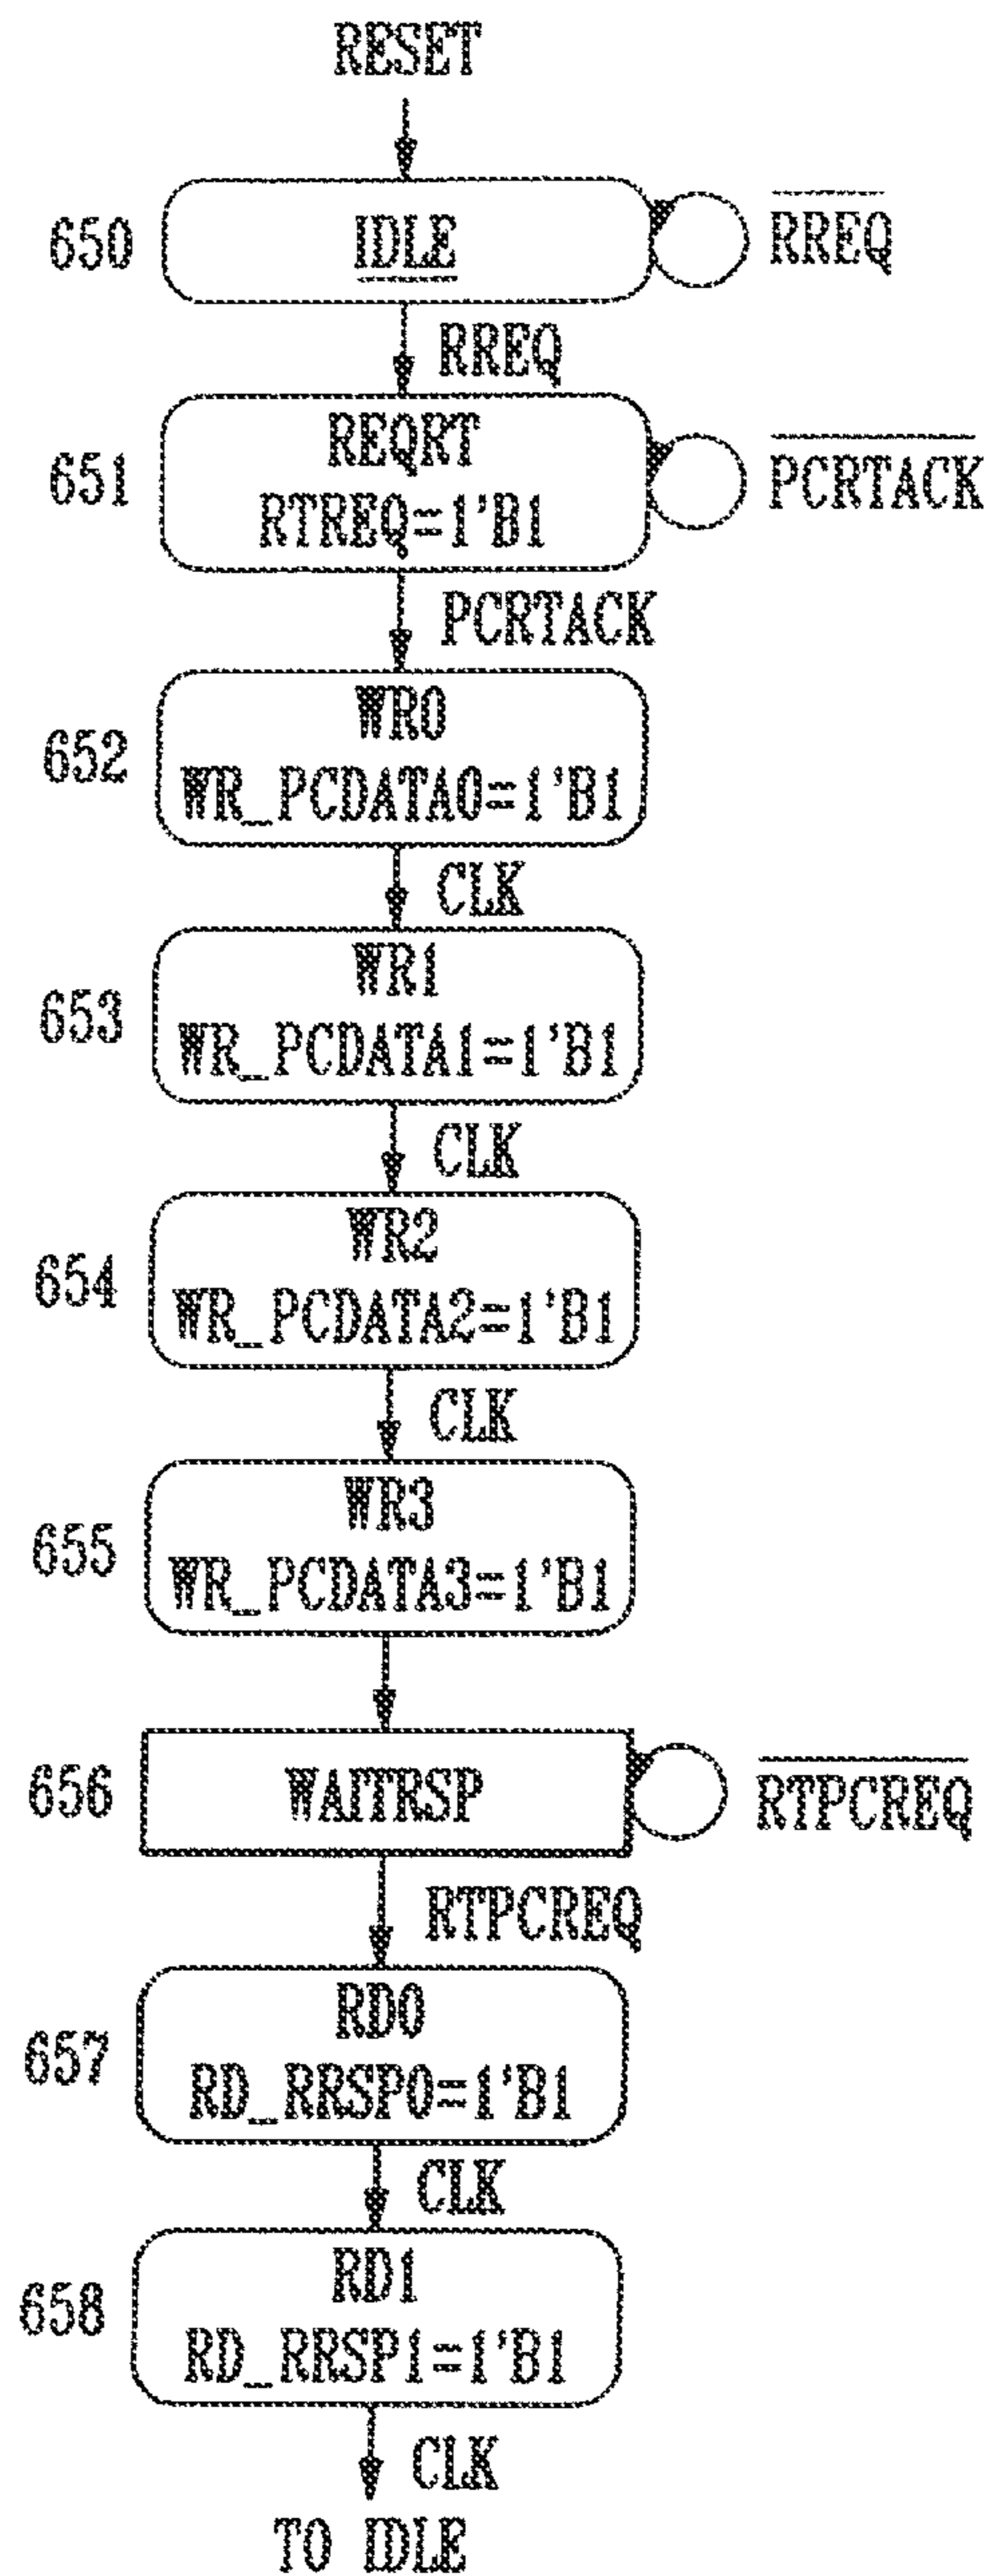 RESET
650
IDLE
RREQ
RREQ
651
REQRT
RTREQ=1'B1
PCRTACK
PCRTACK
652
WR0
WR_PCDATA0=1'B1
CLK
653
WR1
WR_PCDATA1=1'B1
CLK
654
WR2
WR_PCDATA2=1'B1
CLK
655
WR3
WR_PCDATA3=1'B1
656
WAITRSP
RTPCREQ
RTPCREQ
657
RD0
RD_RRSP0=1'B1
CLK
658
RD1
RD_RRSP1=1'B1
CLK
TO IDLE